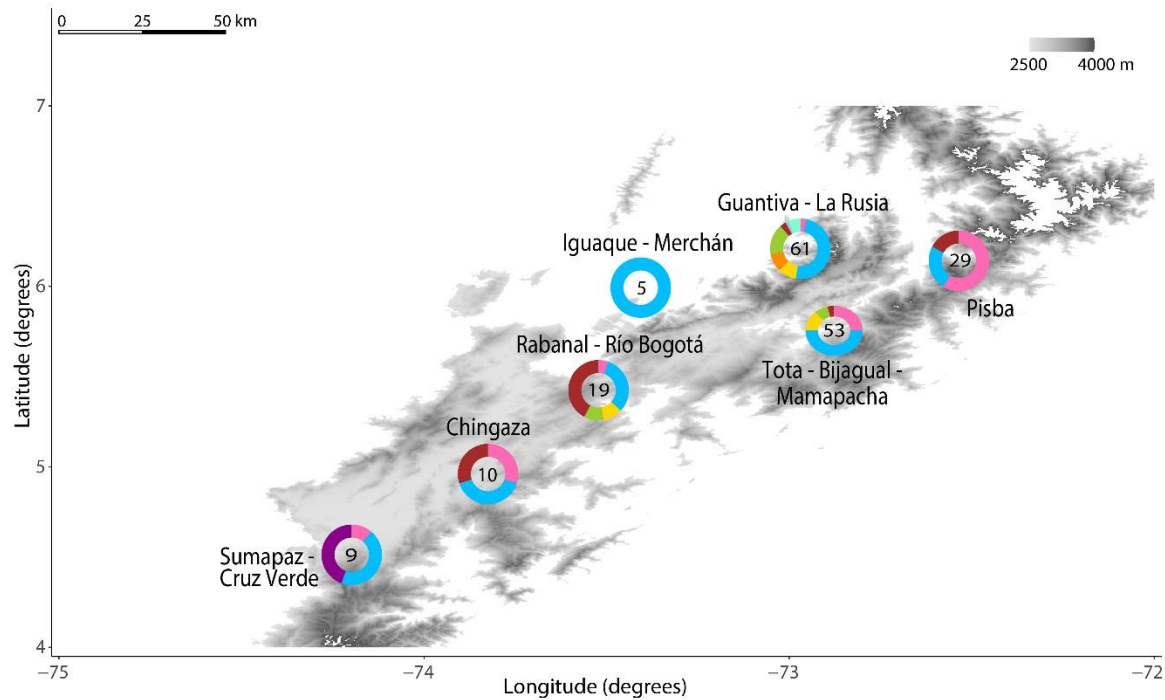 0 25 50 km
2500 4000 m
7
Guantiva - La Rusia
61
Iguaque - Merchán
5
29
Pisba
6
53
Tota - Bijagual -
Mamapacha
Rabanal - Río Bogotá
19
Chingaza
10
5
9
Sumapaz -
Cruz Verde
4
−75 −74 −73 −72
Longitude (degrees)
Latitude (degrees)